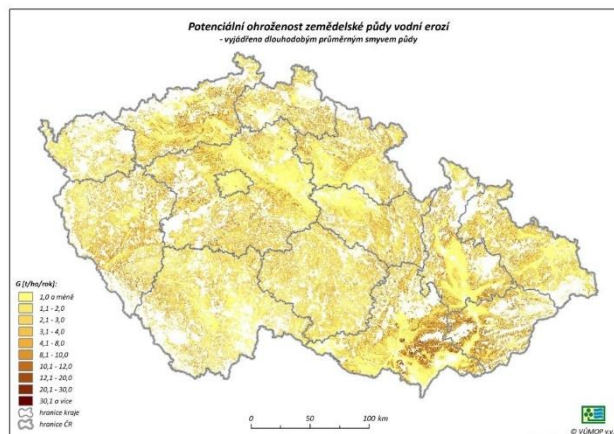 Potenciální ohroženost zemědelské půdy vodní erozí
- vyjádřena dlouhodobým průměrným smyvem půdy
G [t/ha/rok]:
1,0 a méně
1,1 - 2,0
2,1 - 3,0
3,1 - 4,0
4,1 - 8,0
8,1 - 10,0
10,1 - 12,0
12,1 - 20,0
20,1 - 30,0
30,1 a více
hranice kraje
hranice ČR
0 50 100 km
© VÚMOP v.v.i.